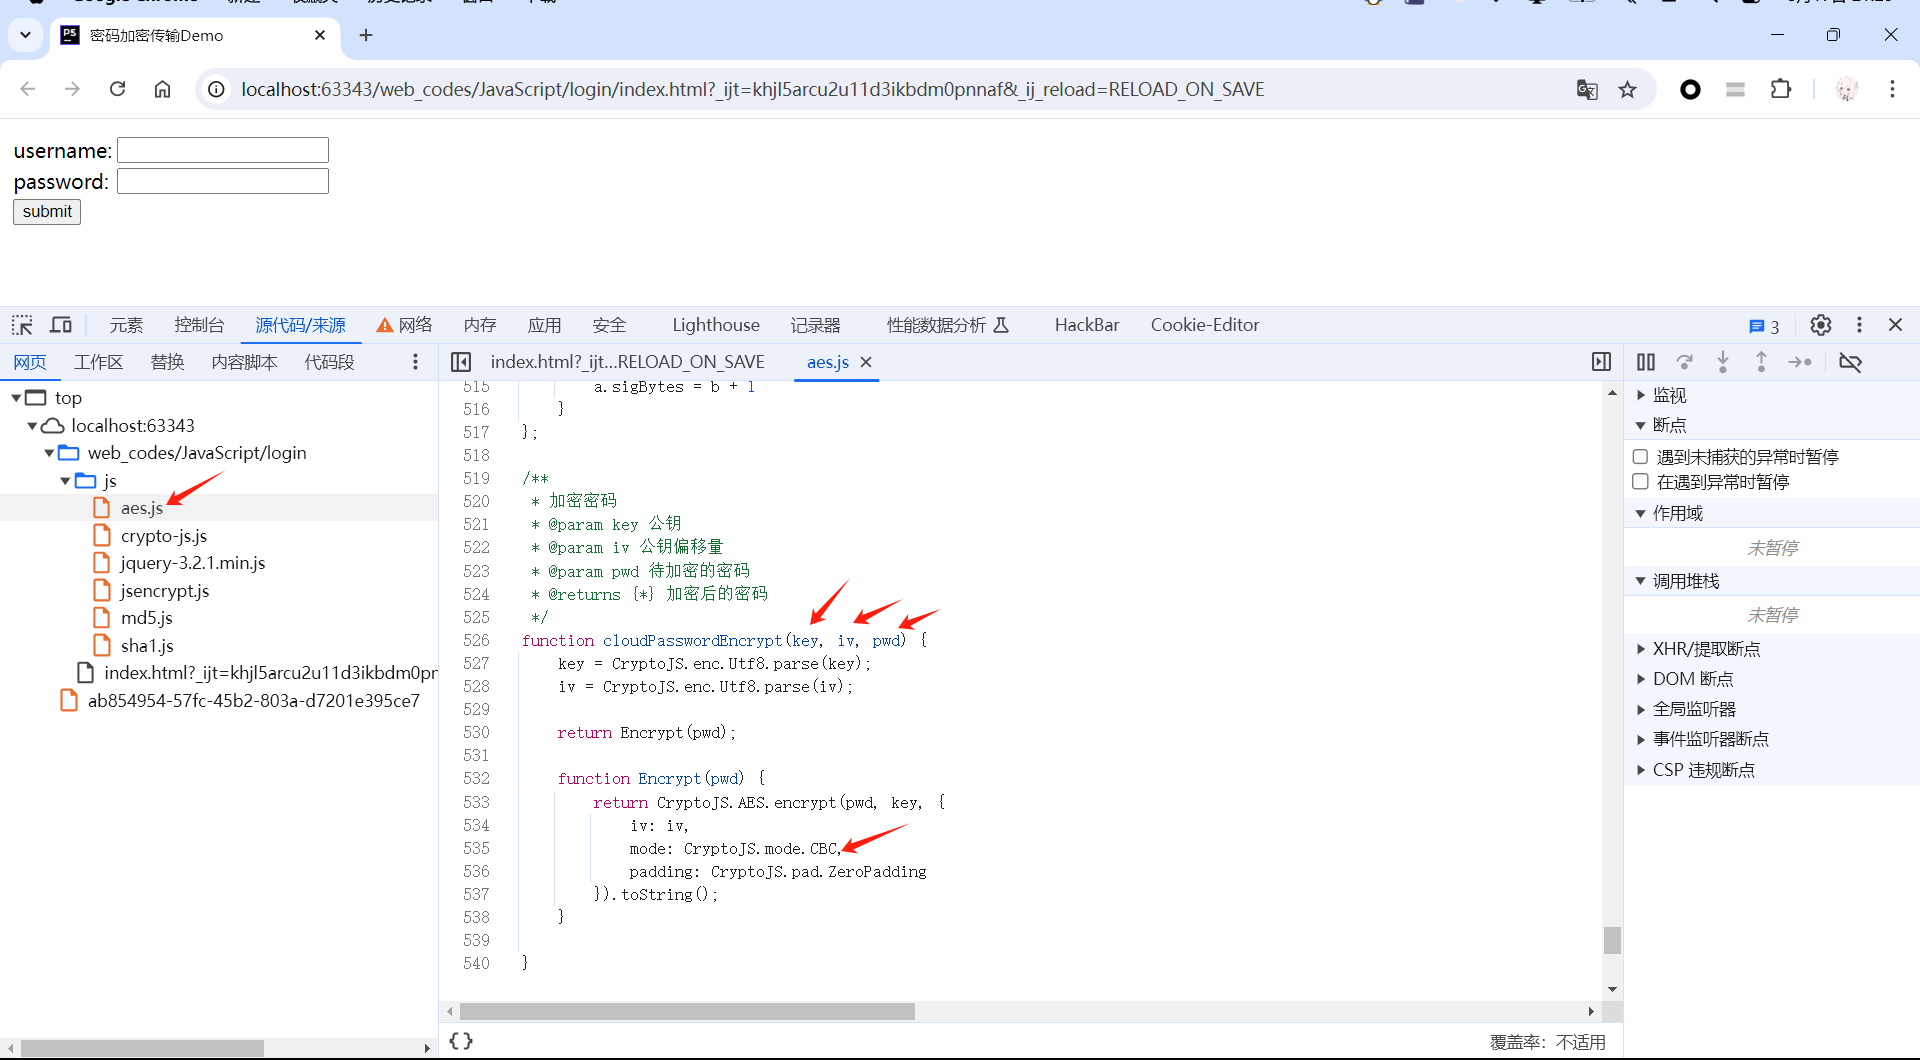 密码加密传输Demo
localhost:63343/web_codes/JavaScript/login/index.html?_ijt=khjl5arcu2u11d3ikbdm0pnnaf&_ij_reload=RELOAD_ON_SAVE
username:
password:
submit
元素 控制台 源代码/来源 网络 内存 应用 安全 Lighthouse 记录器 性能数据分析 HackBar Cookie-Editor 3
网页 工作区 替换 内容脚本 代码段
index.html?_ijt...RELOAD_ON_SAVE aes.js
top
localhost:63343
web_codes/JavaScript/login
js
aes.js
crypto-js.js
jquery-3.2.1.min.js
jsencrypt.js
md5.js
sha1.js
index.html?_ijt=khjl5arcu2u11d3ikbdm0pr
ab854954-57fc-45b2-803a-d7201e395ce7
515 a.sigBytes = b + 1
516 }
517 };
518
519 /**
520 * 加密密码
521 * @param key 公钥
522 * @param iv 公钥偏移量
523 * @param pwd 待加密的密码
524 * @returns {*} 加密后的密码
525 */
526 function cloudPasswordEncrypt(key, iv, pwd) {
527 key = CryptoJS.enc.Utf8.parse(key);
528 iv = CryptoJS.enc.Utf8.parse(iv);
529
530 return Encrypt(pwd);
531
532 function Encrypt(pwd) {
533 return CryptoJS.AES.encrypt(pwd, key, {
534 iv: iv,
535 mode: CryptoJS.mode.CBC,
536 padding: CryptoJS.pad.ZeroPadding
537 }).toString();
538 }
539
540 }
{}
覆盖率：不适用
监视
断点
遇到未捕获的异常时暂停
在遇到异常时暂停
作用域
未暂停
调用堆栈
未暂停
XHR/提取断点
DOM 断点
全局监听器
事件监听器断点
CSP 违规断点